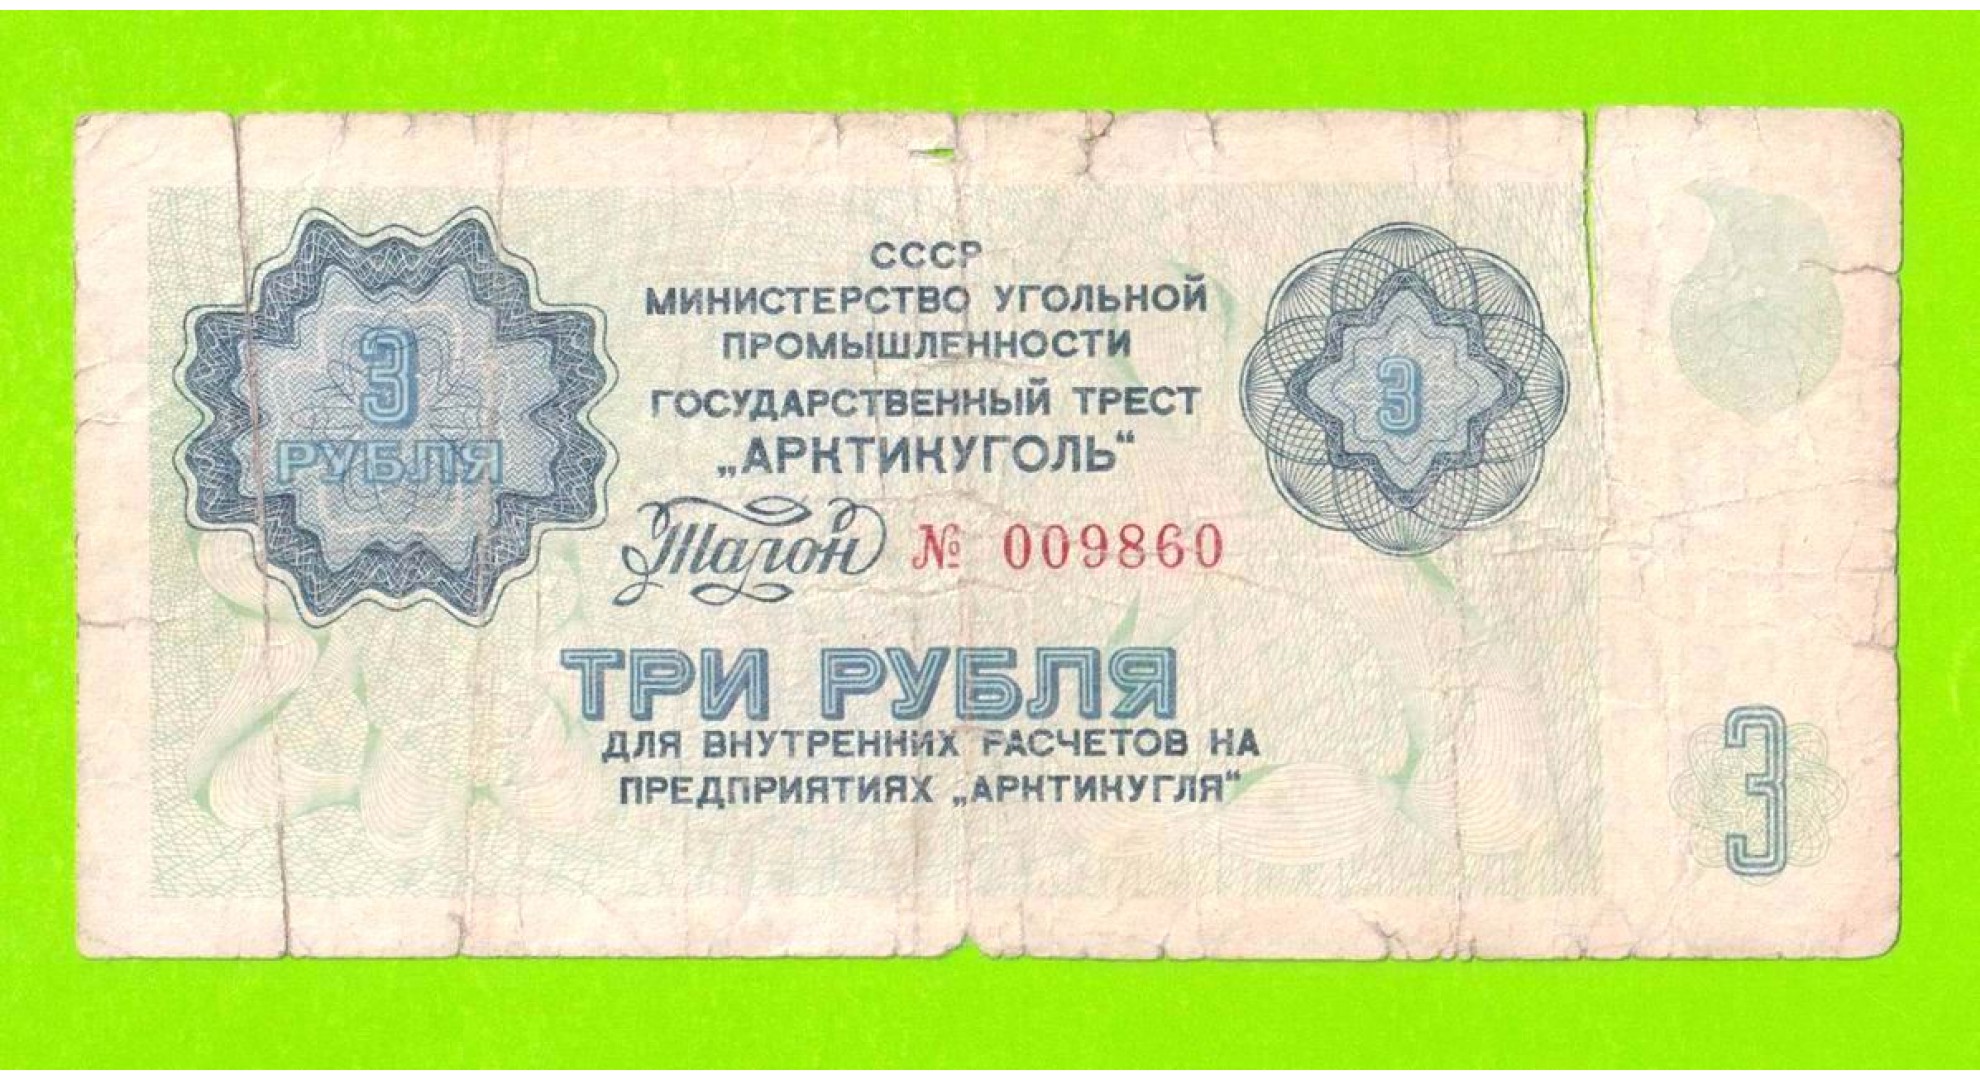 СССР
МИНИСТЕРСТВО УГОЛЬНОЙ
ПРОМЫШЛЕННОСТИ
ГОСУДАРСТВЕННЫЙ ТРЕСТ
„АРКТИКУГОЛЬ“
3
РУБЛЯ
3
Талон № 009860
ТРИ РУБЛЯ
ДЛЯ ВНУТРЕННИХ РАСЧЕТОВ НА
ПРЕДПРИЯТИЯХ „АРКТИКУГЛЯ“
3